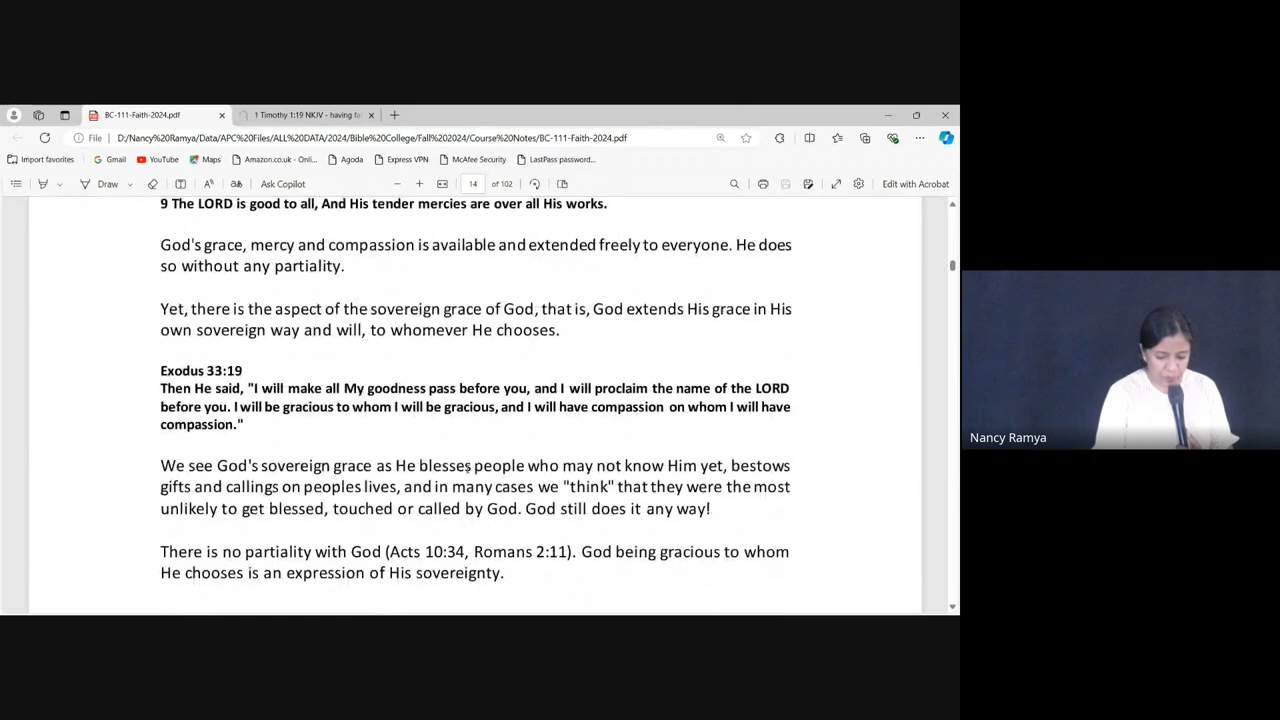 BC-111-Faith-2024.pdf
1 Timothy 1:19 NKJV - having fa
File
D:/Nancy%20Ramya/Data/APC%20Files/ALL%20DATA/2024/Bible%20College/Fall%202024/Course%20Notes/BC-111-Faith-2024.pdf
Import favorites Gmail YouTube Maps Amazon.co.uk - Onli... Agoda Express VPN McAfee Security LastPass password...
Draw Ask Copilot 14 of 102 Edit with Acrobat
9 The LORD is good to all, And His tender mercies are over all His works.
God's grace, mercy and compassion is available and extended freely to everyone. He does
so without any partiality.
Yet, there is the aspect of the sovereign grace of God, that is, God extends His grace in His
own sovereign way and will, to whomever He chooses.
Exodus 33:19
Then He said, "I will make all My goodness pass before you, and I will proclaim the name of the LORD
before you. I will be gracious to whom I will be gracious, and I will have compassion on whom I will have
compassion."
We see God's sovereign grace as He blesses people who may not know Him yet, bestows
gifts and callings on peoples lives, and in many cases we "think" that they were the most
unlikely to get blessed, touched or called by God. God still does it any way!
There is no partiality with God (Acts 10:34, Romans 2:11). God being gracious to whom
He chooses is an expression of His sovereignty.
Nancy Ramya